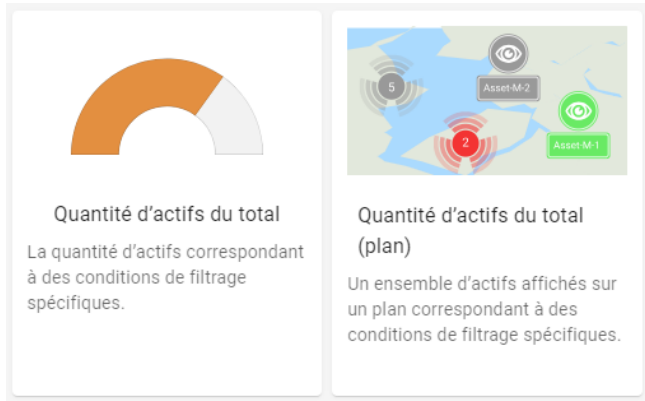 Quantité d’actifs du total
La quantité d’actifs correspondant
à des conditions de filtrage
spécifiques.
5
Asset-M-2
2
Asset-M-1
Quantité d’actifs du total
(plan)
Un ensemble d’actifs affichés sur
un plan correspondant à des
conditions de filtrage spécifiques.